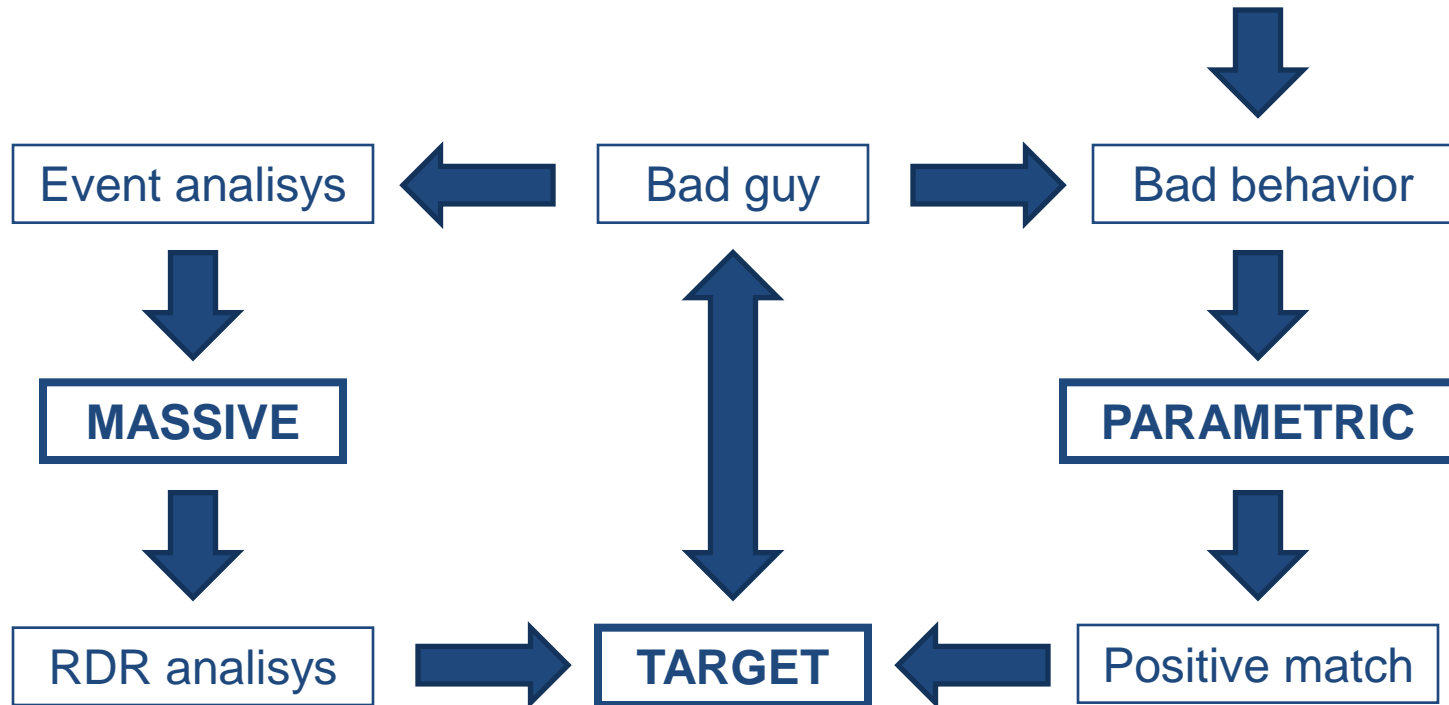 Event analisys
Bad guy
Bad behavior
MASSIVE
PARAMETRIC
RDR analisys
TARGET
Positive match